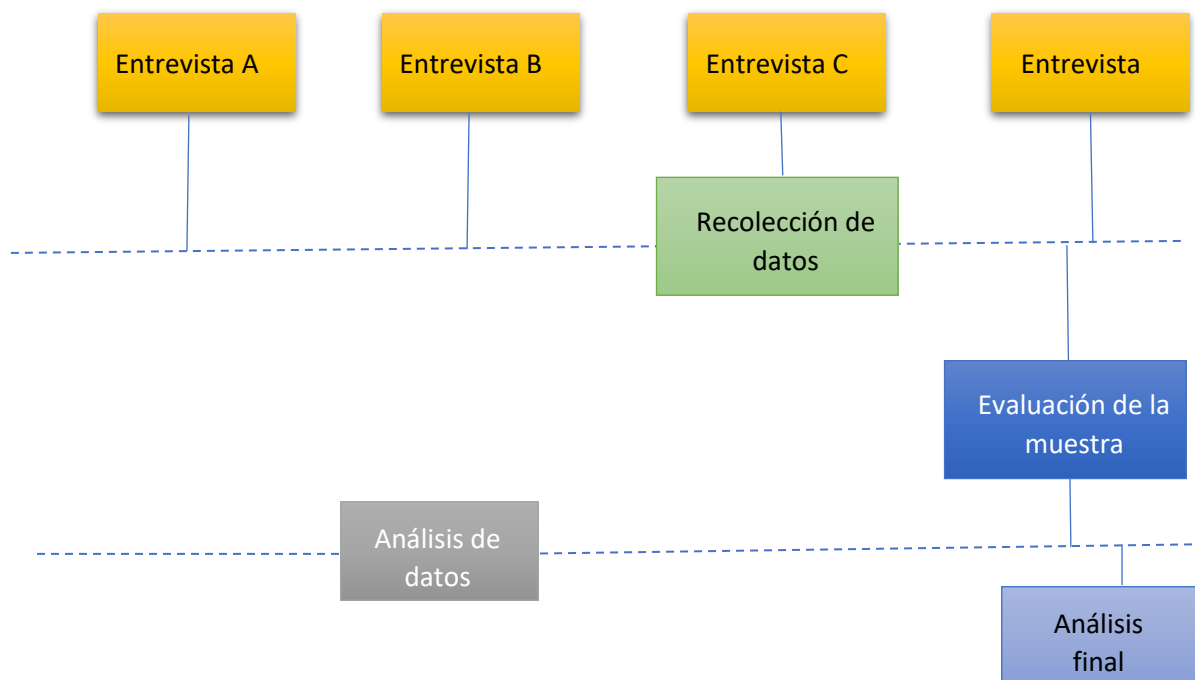 Entrevista A
Entrevista B
Entrevista C
Entrevista
Recolección de
datos
Evaluación de la
muestra
Análisis de
datos
Análisis
final